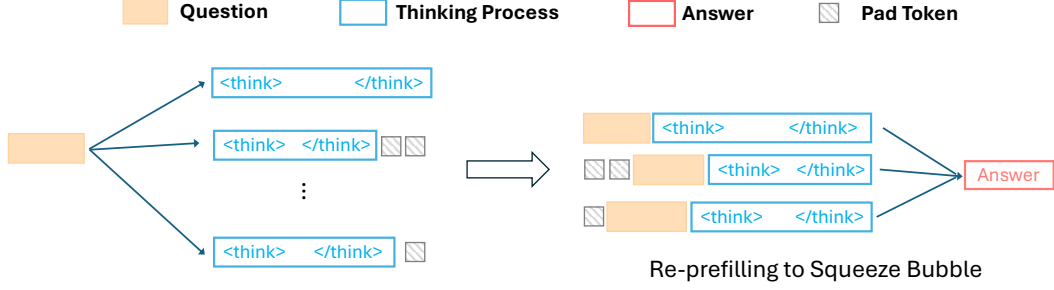 Question
Thinking Process
Answer
Pad Token
<think> </think>
<think> </think>
⋮
<think> </think>
<think> </think>
<think> </think>
<think> </think>
Answer
Re-prefilling to Squeeze Bubble